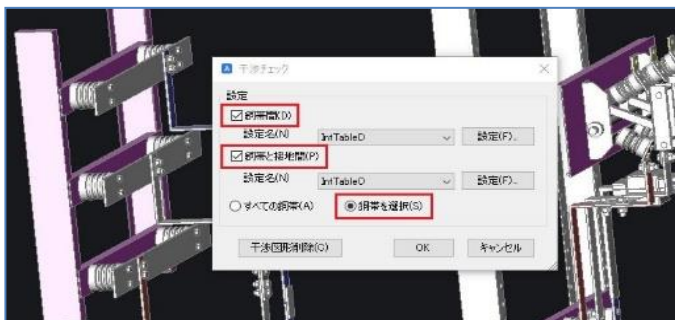 干渉チェック
設定
銅帯間(D)
設定名(N) IntTableD 設定(F)...
銅帯と接地間(P)
設定名(N) IntTableD 設定(F)...
すべての銅帯(A) 銅帯を選択(S)
干渉図形削除(C) OK キャンセル